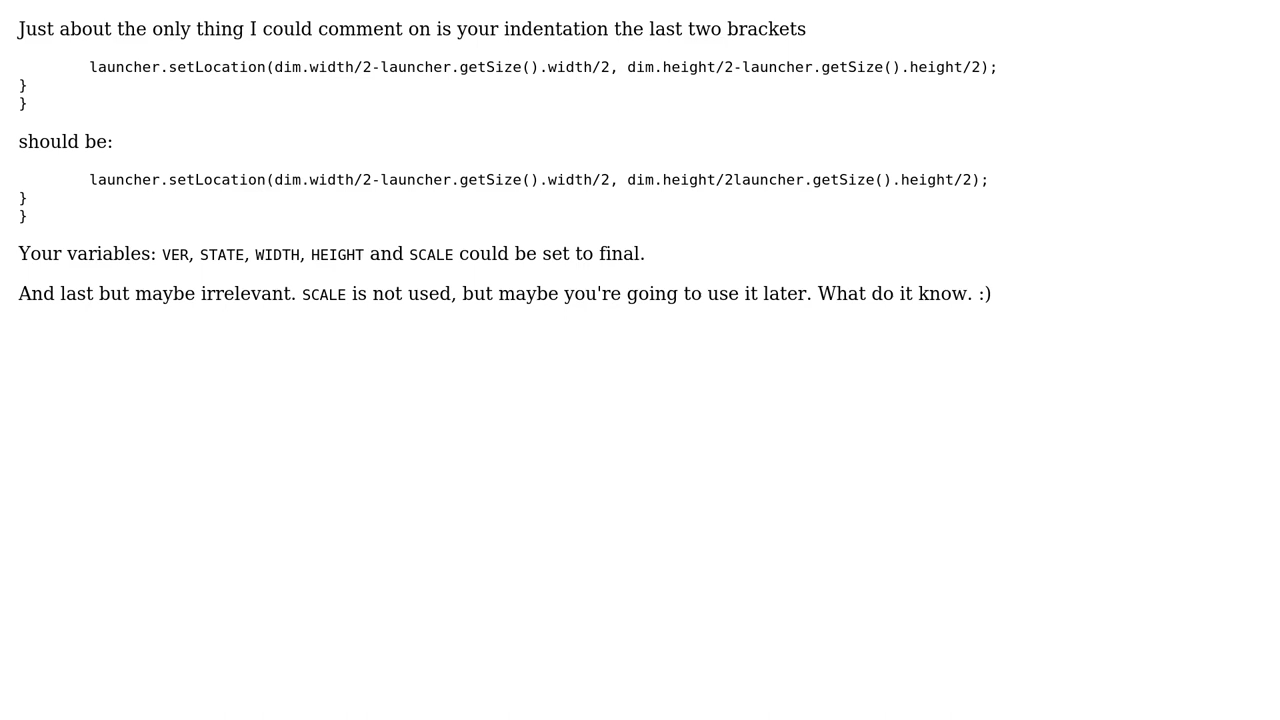 Just about the only thing I could comment on is your indentation the last two brackets
        launcher.setLocation(dim.width/2-launcher.getSize().width/2, dim.height/2-launcher.getSize().height/2);
}
}
should be:
        launcher.setLocation(dim.width/2-launcher.getSize().width/2, dim.height/2launcher.getSize().height/2);
}
}
Your variables: VER, STATE, WIDTH, HEIGHT and SCALE could be set to final.
And last but maybe irrelevant. SCALE is not used, but maybe you're going to use it later. What do it know. :)